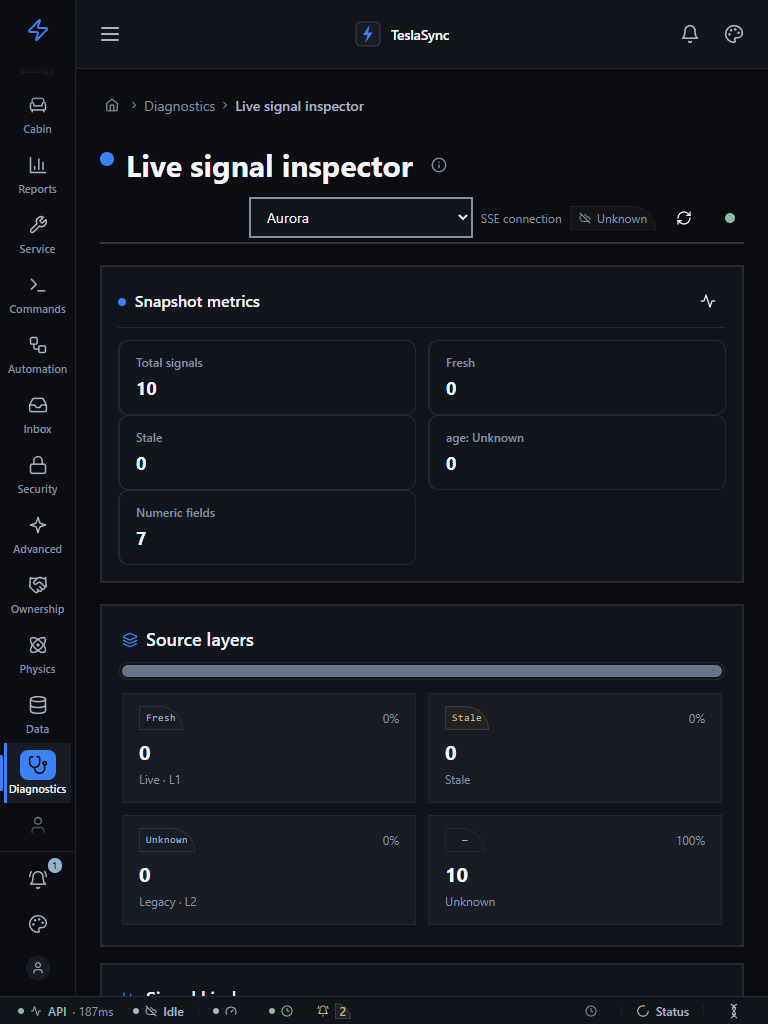 TeslaSync
Energy
Cabin
Reports
Service
Commands
Automation
Inbox
Security
Advanced
Ownership
Physics
Data
Diagnostics
1
Diagnostics
Live signal inspector
Live signal inspector
Aurora
SSE connection
Unknown
Snapshot metrics
Total signals
10
Fresh
0
Stale
0
age: Unknown
0
Numeric fields
7
Source layers
Fresh
0%
0
Live · L1
Stale
0%
0
Stale
Unknown
0%
0
Legacy · L2
–
100%
10
Unknown
API · 187ms
Idle
2
Status